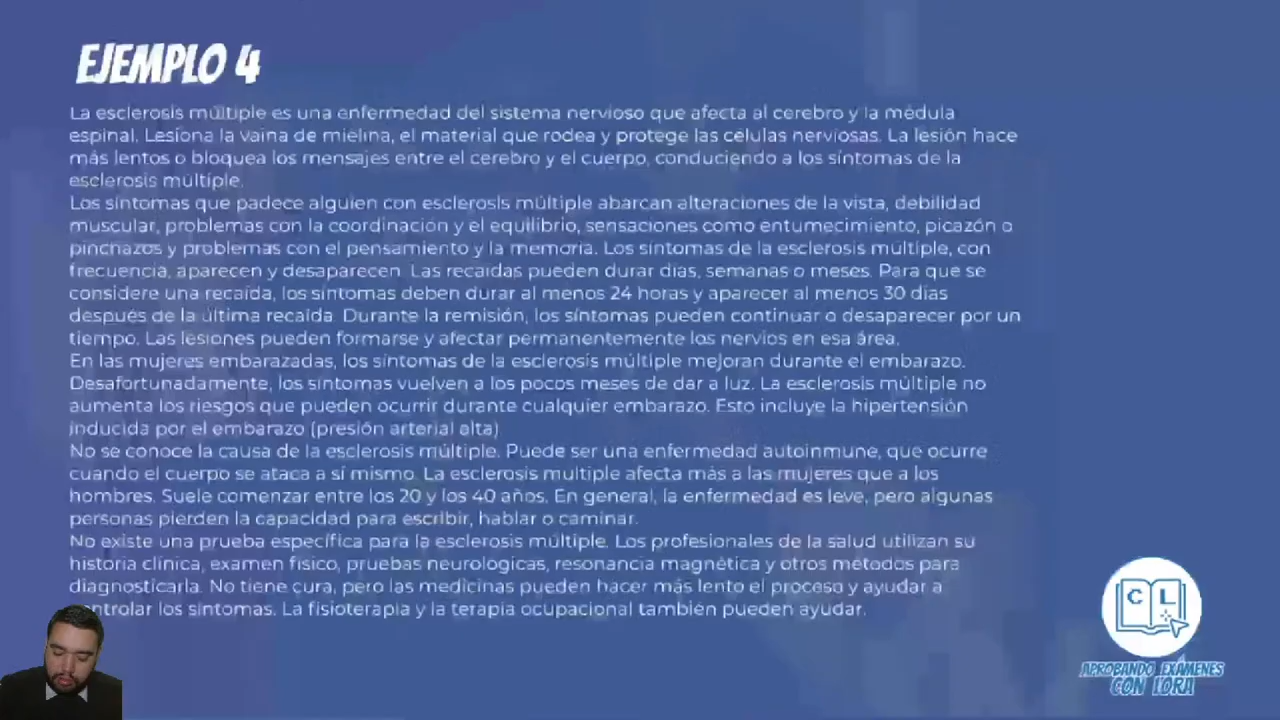 EJEMPLO 4
La esclerosis múltiple es una enfermedad del sistema nervioso que afecta al cerebro y la médula
espinal. Lesiona la vaina de mielina, el material que rodea y protege las células nerviosas. La lesión hace
más lentos o bloquea los mensajes entre el cerebro y el cuerpo, conduciendo a los síntomas de la
esclerosis múltiple.
Los síntomas que padece alguien con esclerosis múltiple abarcan alteraciones de la vista, debilidad
muscular, problemas con la coordinación y el equilibrio, sensaciones como entumecimiento, picazón o
pinchazos y problemas con el pensamiento y la memoria. Los síntomas de la esclerosis múltiple, con
frecuencia, aparecen y desaparecen. Las recaídas pueden durar días, semanas o meses. Para que se
considere una recaída, los síntomas deben durar al menos 24 horas y aparecer al menos 30 días
después de la última recaída. Durante la remisión, los síntomas pueden continuar o desaparecer por un
tiempo. Las lesiones pueden formarse y afectar permanentemente los nervios en esa área.
En las mujeres embarazadas, los síntomas de la esclerosis múltiple mejoran durante el embarazo.
Desafortunadamente, los síntomas vuelven a los pocos meses de dar a luz. La esclerosis múltiple no
aumenta los riesgos que pueden ocurrir durante cualquier embarazo. Esto incluye la hipertensión
inducida por el embarazo (presión arterial alta)
No se conoce la causa de la esclerosis múltiple. Puede ser una enfermedad autoinmune, que ocurre
cuando el cuerpo se ataca a sí mismo. La esclerosis multiple afecta más a las mujeres que a los
hombres. Suele comenzar entre los 20 y los 40 años. En general, la enfermedad es leve, pero algunas
personas pierden la capacidad para escribir, hablar o caminar.
No existe una prueba específica para la esclerosis múltiple. Los profesionales de la salud utilizan su
historia clínica, examen físico, pruebas neurológicas, resonancia magnética y otros métodos para
diagnosticarla. No tiene cura, pero las medicinas pueden hacer más lento el proceso y ayudar a
controlar los síntomas. La fisioterapia y la terapia ocupacional también pueden ayudar.
C L
APROBANDO EXÁMENES
CON LORA